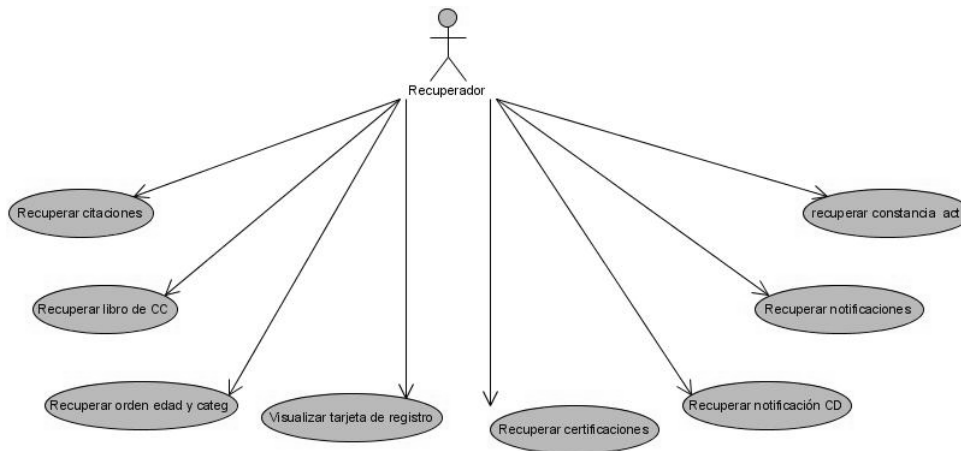 Recuperador
Recuperar citaciones
recuperar constancia act
Recuperar libro de CC
Recuperar notificaciones
Recuperar orden edad y categ
Visualizar tarjeta de registro
Recuperar certificaciones
Recuperar notificación CD